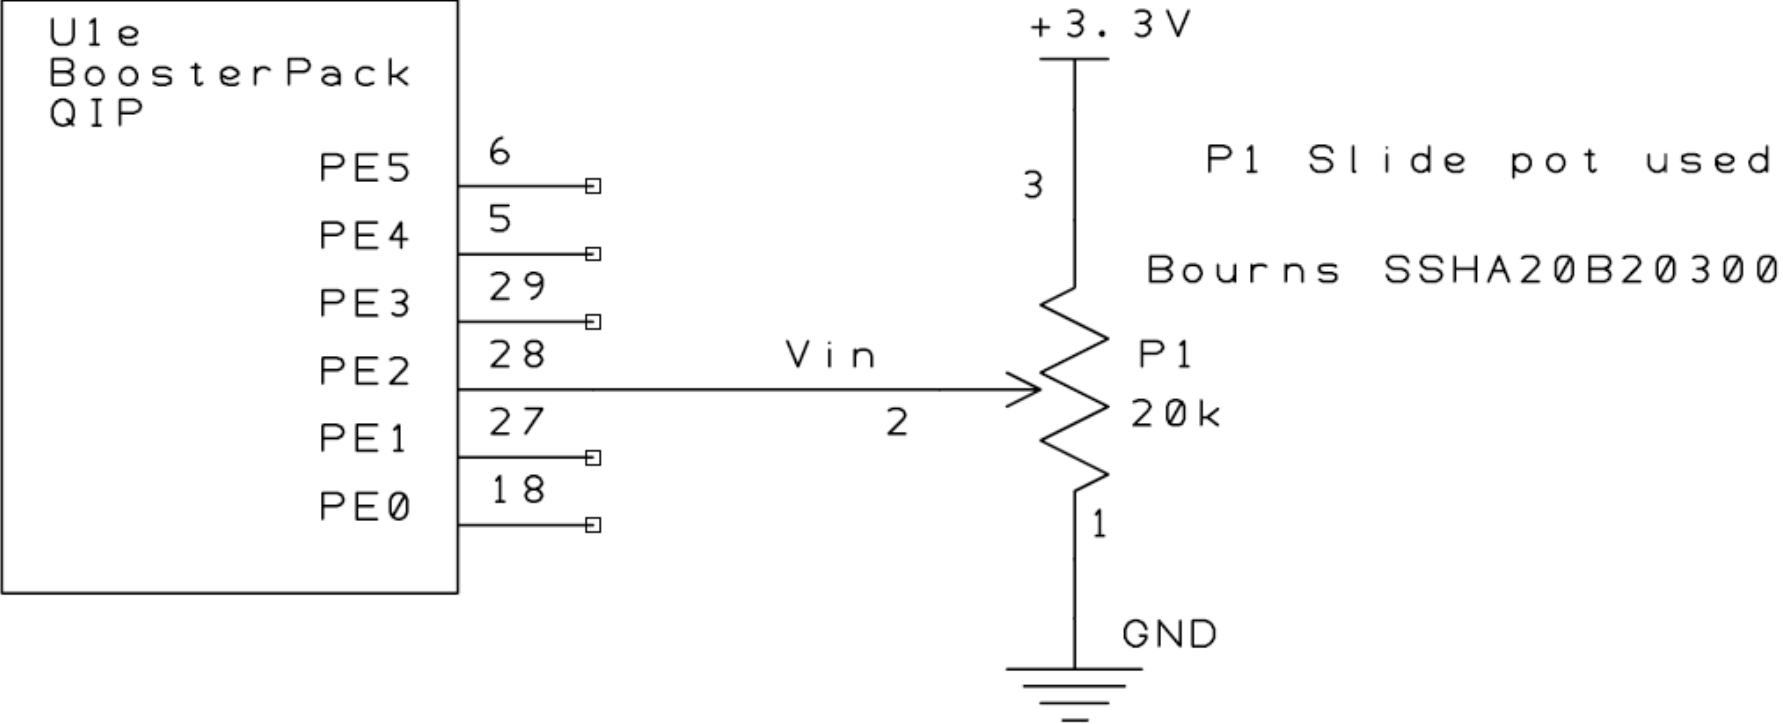 U1e
BoosterPack
QIP
PE5 6
PE4 5
PE3 29
PE2 28
PE1 27
PE0 18
Vin
2
+3.3V
3
P1 Slide pot used
Bourns SSHA20B20300
P1
20k
1
GND